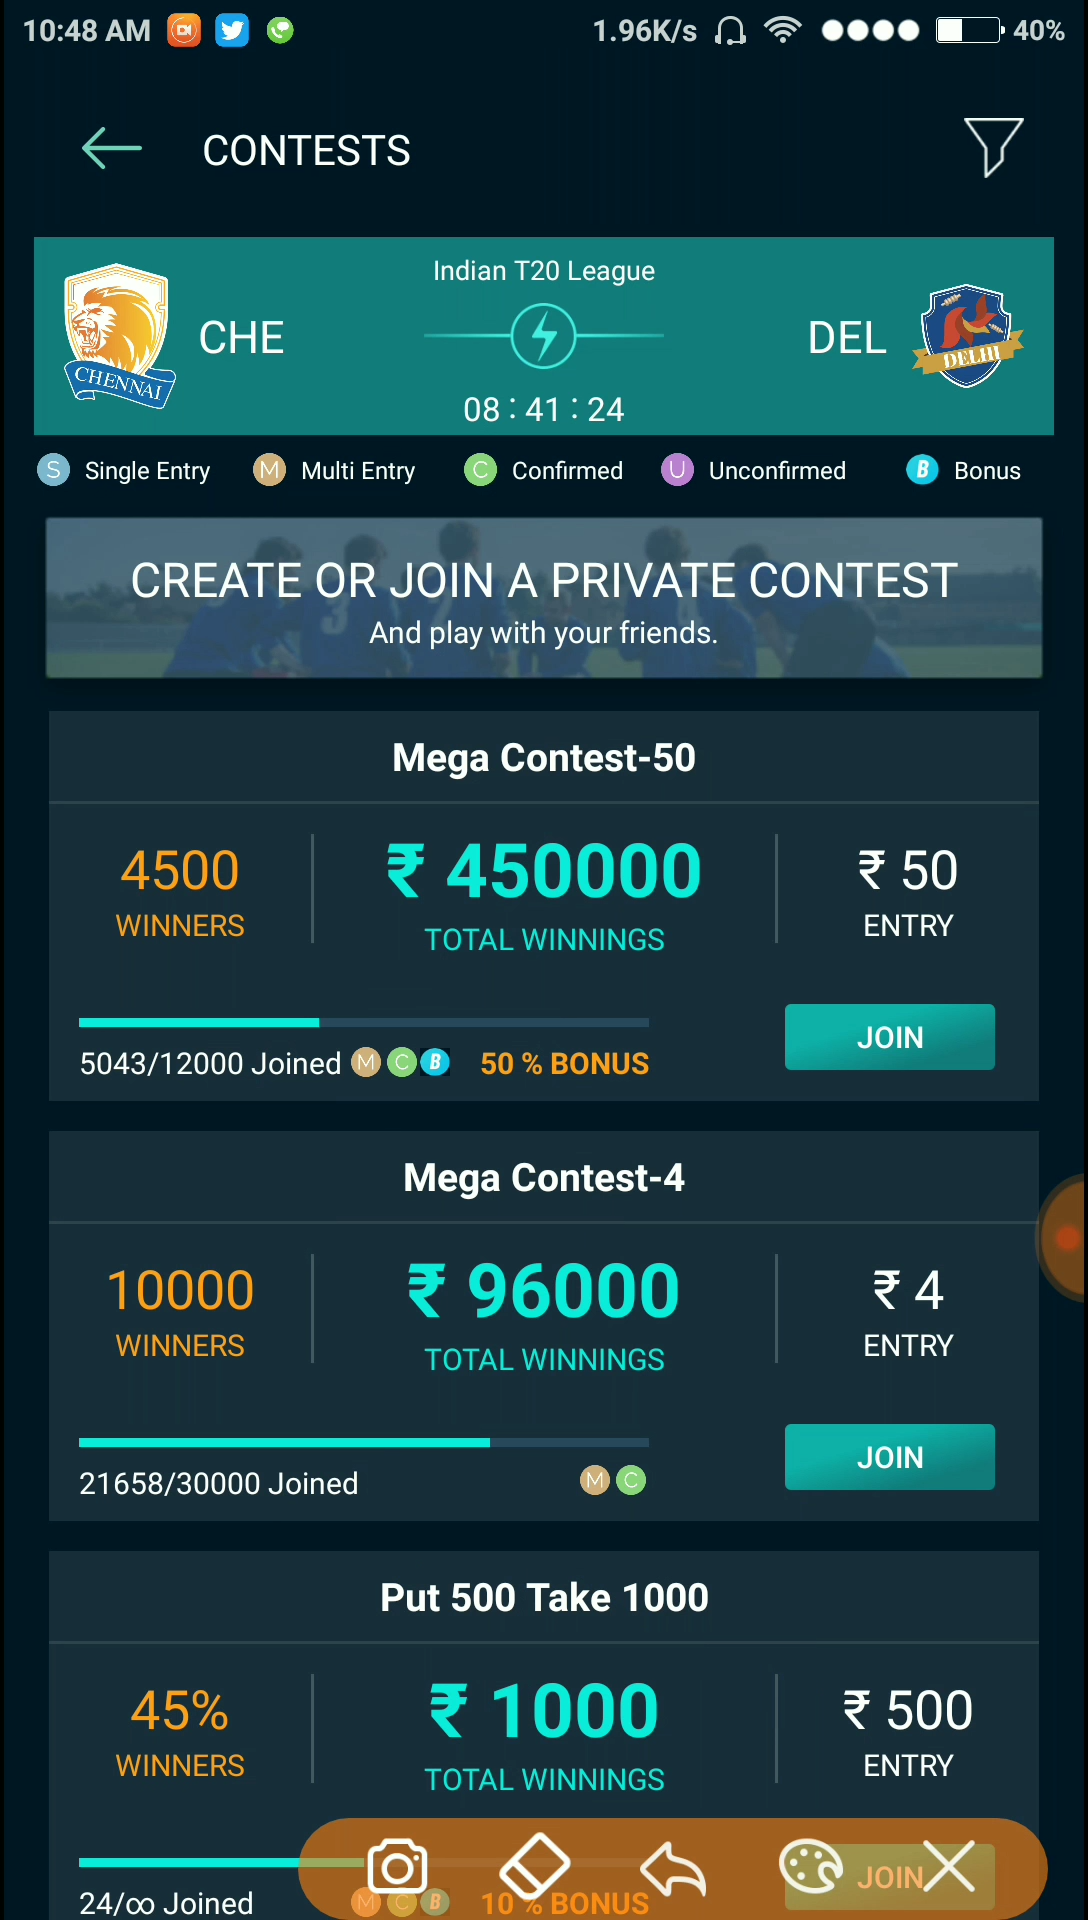 10:48 AM 1.96K/s 40%
CONTESTS
Indian T20 League
CHE DEL
CHENNAI DELHI
08 : 41 : 24
S Single Entry M Multi Entry C Confirmed U Unconfirmed B Bonus
CREATE OR JOIN A PRIVATE CONTEST
And play with your friends.
Mega Contest-50
4500 ₹ 450000 ₹ 50
WINNERS TOTAL WINNINGS ENTRY
5043/12000 Joined M C B 50 % BONUS JOIN
Mega Contest-4
10000 ₹ 96000 ₹ 4
WINNERS TOTAL WINNINGS ENTRY
21658/30000 Joined M C JOIN
Put 500 Take 1000
45% ₹ 1000 ₹ 500
WINNERS TOTAL WINNINGS ENTRY
JOIN
24/∞ Joined M C B 10 % BONUS